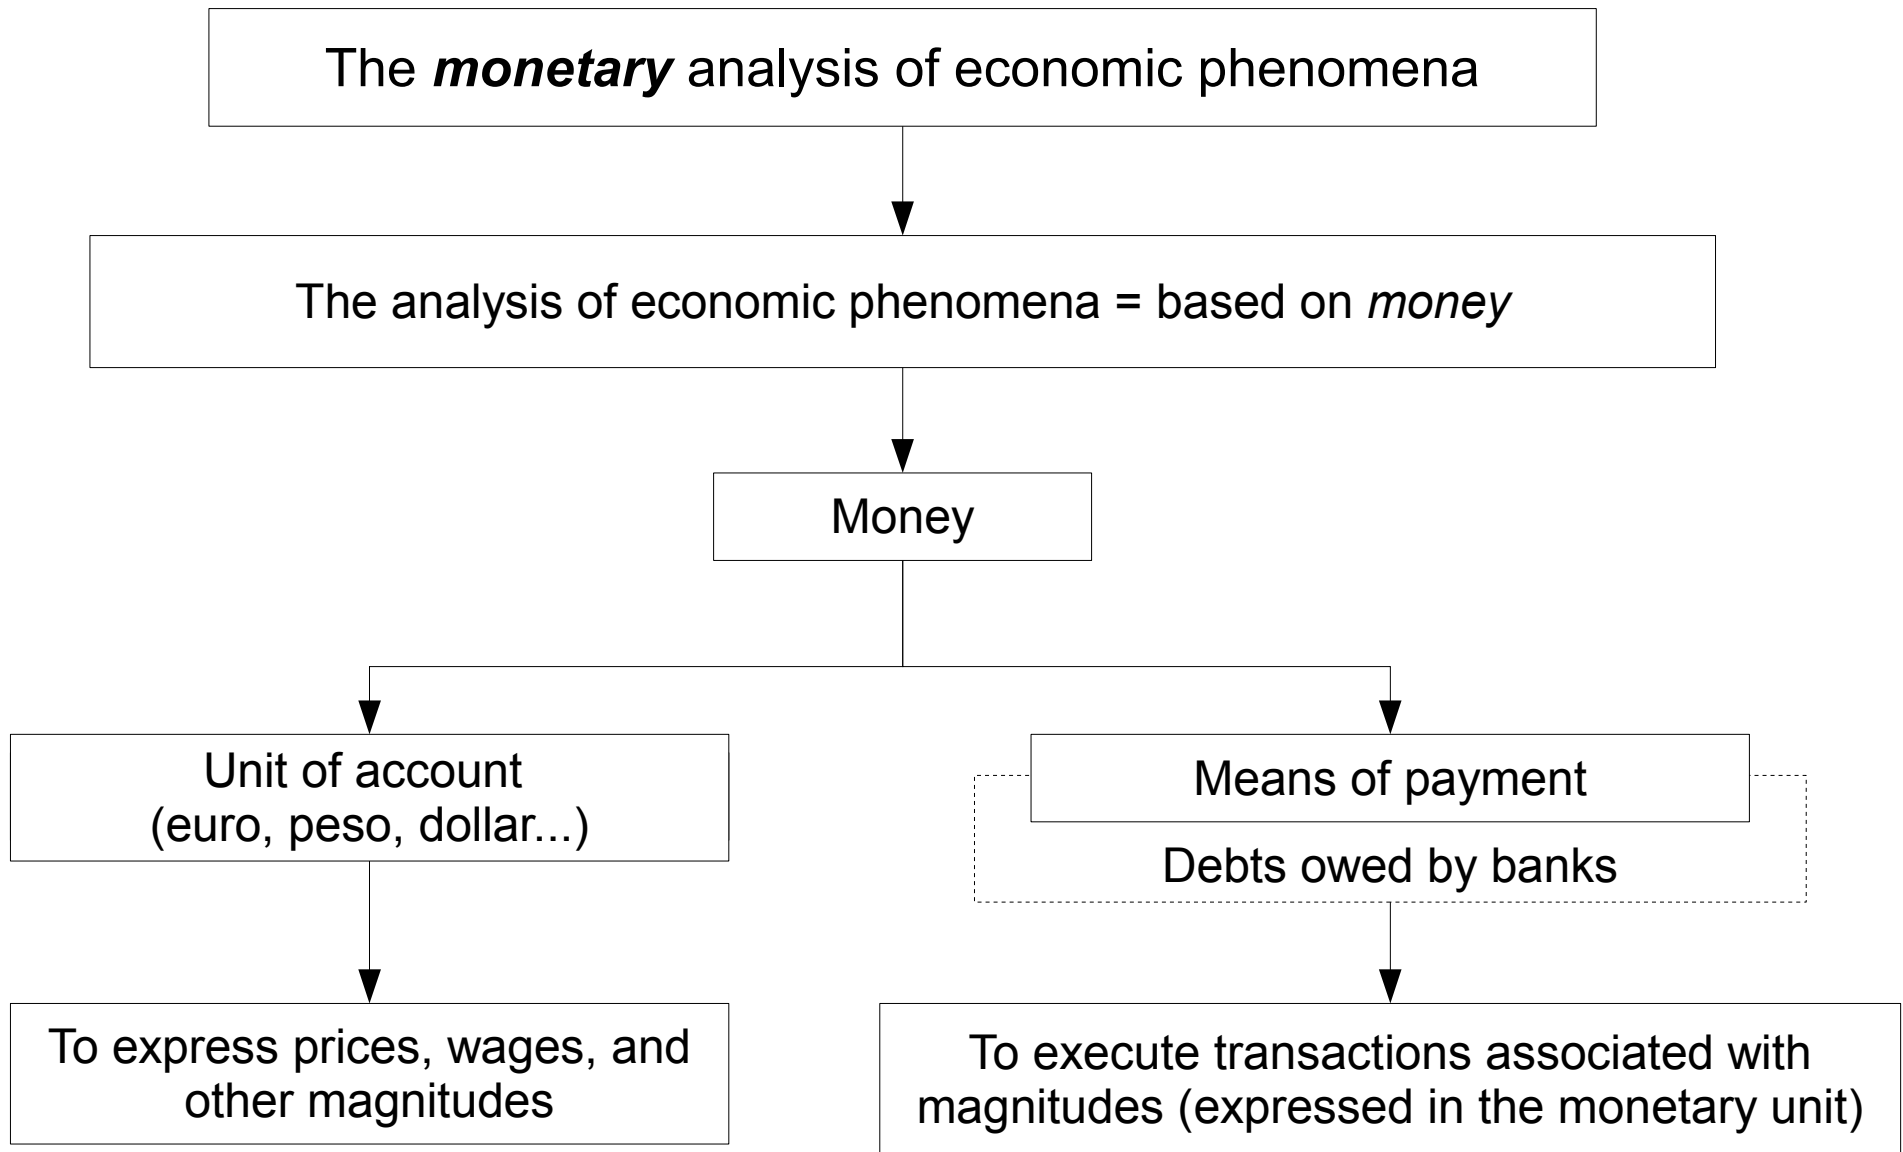 The monetary analysis of economic phenomena
The analysis of economic phenomena = based on money
Money
Unit of account
(euro, peso, dollar...)
Means of payment
Debts owed by banks
To express prices, wages, and
other magnitudes
To execute transactions associated with
magnitudes (expressed in the monetary unit)